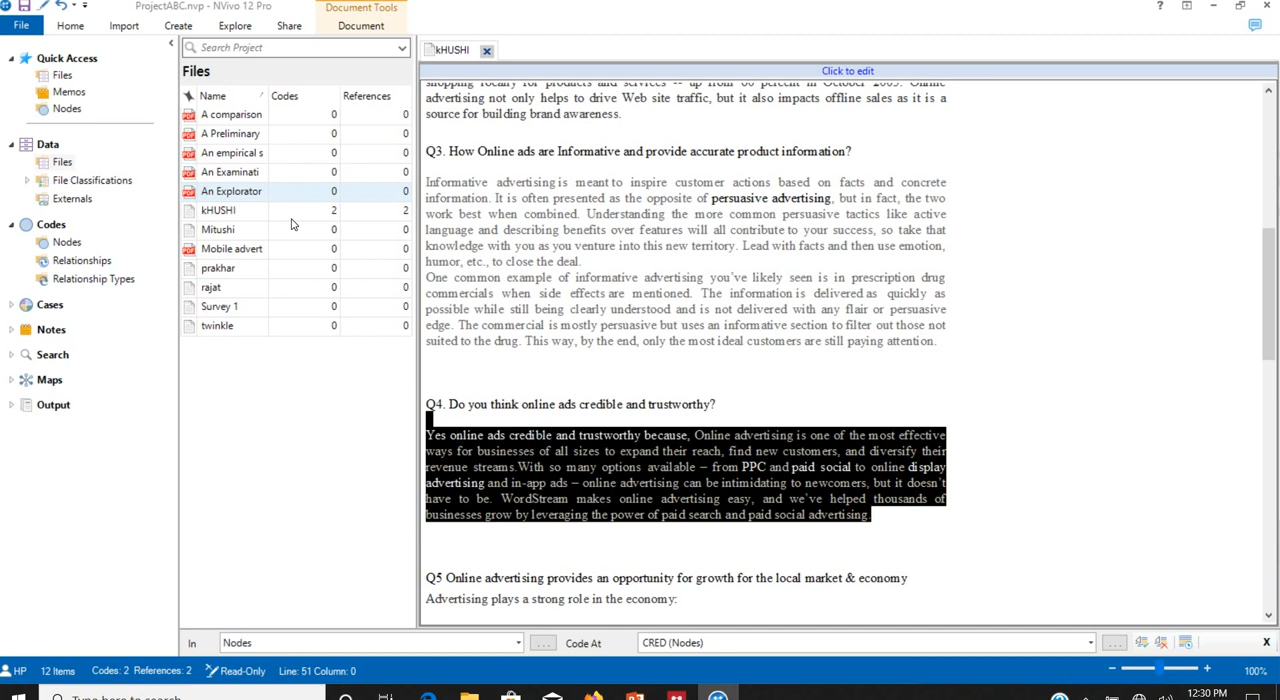 ProjectABC.nvp - NVivo 12 Pro
Document Tools
File Home Import Create Explore Share Document
Quick Access
Files
Memos
Nodes
Data
Files
File Classifications
Externals
Codes
Nodes
Relationships
Relationship Types
Cases
Notes
Search
Maps
Output
Search Project
Files
Name Codes References
A comparison 0 0
A Preliminary 0 0
An empirical s 0 0
An Examinati 0 0
An Explorator 0 0
kHUSHI 2 2
Mitushi 0 0
Mobile advert 0 0
prakhar 0 0
rajat 0 0
Survey 1 0 0
twinkle 0 0
kHUSHI
Click to edit
advertising not only helps to drive Web site traffic, but it also impacts offline sales as it is a
source for building brand awareness.
Q3. How Online ads are Informative and provide accurate product information?
Informative advertising is meant to inspire customer actions based on facts and concrete
information. It is often presented as the opposite of persuasive advertising, but in fact, the two
work best when combined. Understanding the more common persuasive tactics like active
language and describing benefits over features will all contribute to your success, so take that
knowledge with you as you venture into this new territory. Lead with facts and then use emotion,
humor, etc., to close the deal.
One common example of informative advertising you've likely seen is in prescription drug
commercials when side effects are mentioned. The information is delivered as quickly as
possible while still being clearly understood and is not delivered with any flair or persuasive
edge. The commercial is mostly persuasive but uses an informative section to filter out those not
suited to the drug. This way, by the end, only the most ideal customers are still paying attention.
Q4. Do you think online ads credible and trustworthy?
Yes online ads credible and trustworthy because, Online advertising is one of the most effective
ways for businesses of all sizes to expand their reach, find new customers, and diversify their
revenue streams.With so many options available – from PPC and paid social to online display
advertising and in-app ads – online advertising can be intimidating to newcomers, but it doesn't
have to be. WordStream makes online advertising easy, and we've helped thousands of
businesses grow by leveraging the power of paid search and paid social advertising.
Q5 Online advertising provides an opportunity for growth for the local market & economy
Advertising plays a strong role in the economy:
In Nodes ... Code At CRED (Nodes) ... X
HP 12 Items Codes: 2 References: 2 Read-Only Line: 51 Column: 0 100%
12:30 PM